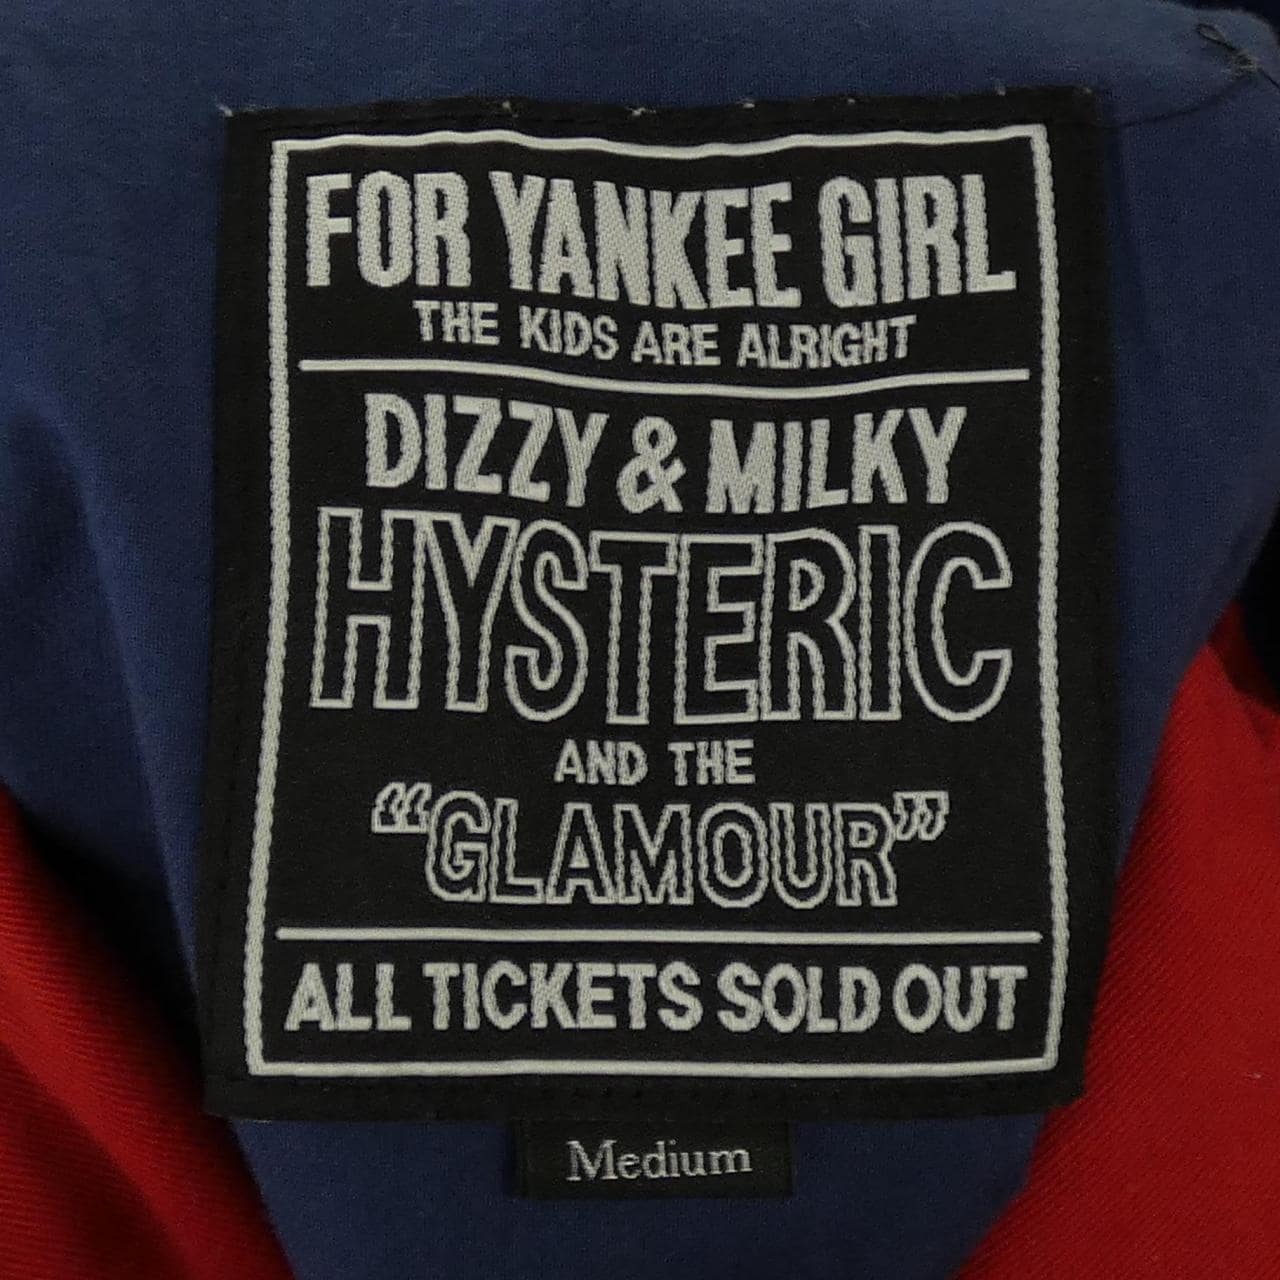 FOR YANKEE GIRL
THE KIDS ARE ALRIGHT
DIZZY & MILKY
HYSTERIC
AND THE
“GLAMOUR”
ALL TICKETS SOLD OUT
Medium